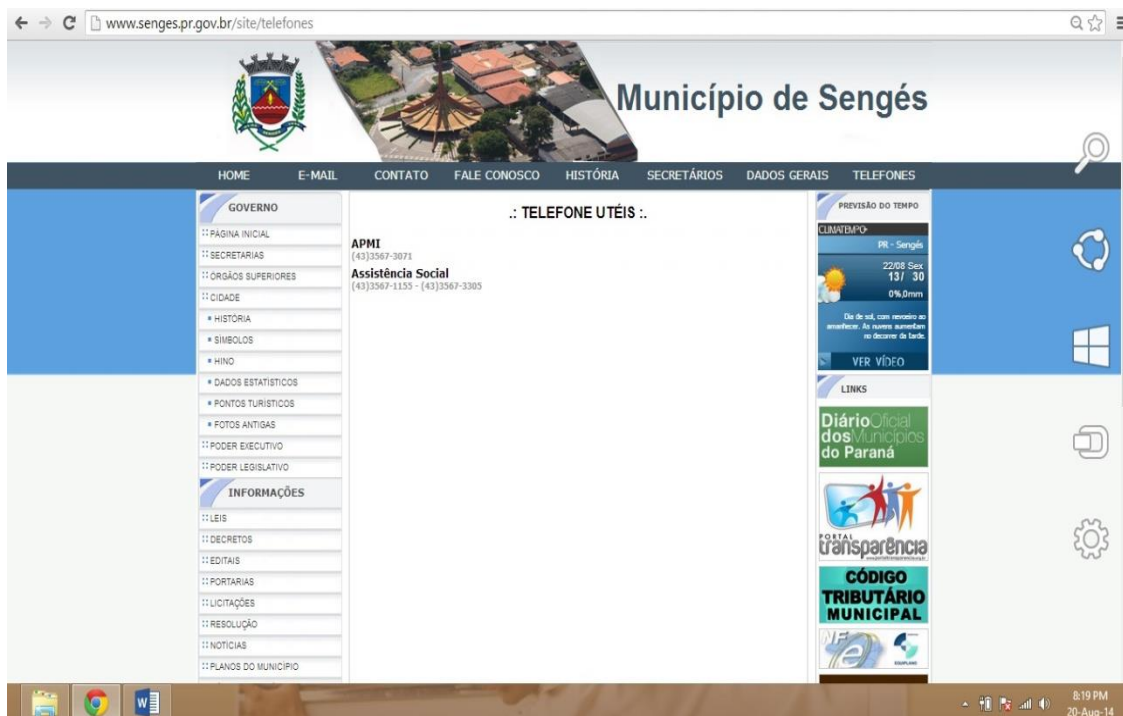 www.senges.pr.gov.br/site/telefones
Município de Sengés
HOME E-MAIL CONTATO FALE CONOSCO HISTÓRIA SECRETÁRIOS DADOS GERAIS TELEFONES
GOVERNO
PÁGINA INICIAL
SECRETARIAS
ÓRGÃOS SUPERIORES
CIDADE
HISTÓRIA
SÍMBOLOS
HINO
DADOS ESTATÍSTICOS
PONTOS TURÍSTICOS
FOTOS ANTIGAS
PODER EXECUTIVO
PODER LEGISLATIVO
INFORMAÇÕES
LEIS
DECRETOS
EDITAIS
PORTARIAS
LICITAÇÕES
RESOLUÇÃO
NOTÍCIAS
PLANOS DO MUNICÍPIO
.: TELEFONE UTÉIS :.
APMI
(43)3567-3071
Assistência Social
(43)3567-1155 - (43)3567-3305
PREVISÃO DO TEMPO
CLIMATEMPO
PR - Sengés
22/08 Sex
13/ 30
0%,0mm
Dia de sol, com nevoeiro ao
amanhecer. As nuvens aumentam
no decorrer da tarde.
VER VÍDEO
LINKS
DiárioOficial
dosMunicípios
do Paraná
PORTAL
transparência
CÓDIGO
TRIBUTÁRIO
MUNICIPAL
NF
e
EQUIPLANO
8:19 PM
20-Aug-14